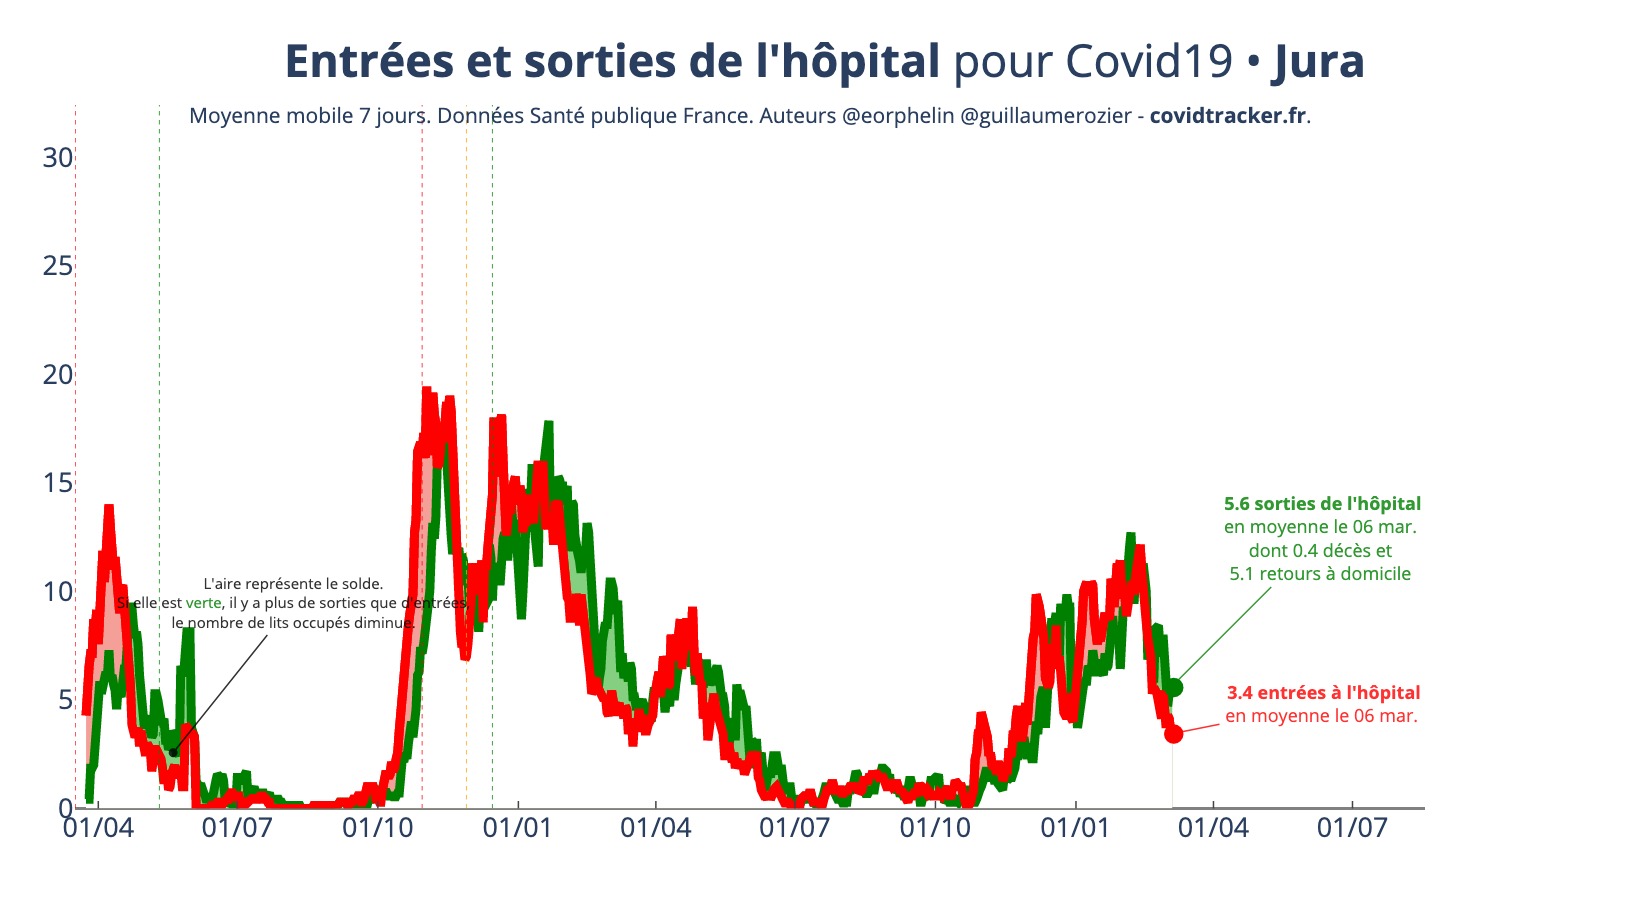 Entrées et sorties de l'hôpital pour Covid19 • Jura
Moyenne mobile 7 jours. Données Santé publique France. Auteurs @eorphelin @guillaumerozier - covidtracker.fr.
30
25
20
15
10
5
0
L'aire représente le solde.
Si elle est verte, il y a plus de sorties que d'entrées,
le nombre de lits occupés diminue.
5.6 sorties de l'hôpital
en moyenne le 06 mar.
dont 0.4 décès et
5.1 retours à domicile
3.4 entrées à l'hôpital
en moyenne le 06 mar.
01/04 01/07 01/10 01/01 01/04 01/07 01/10 01/01 01/04 01/07